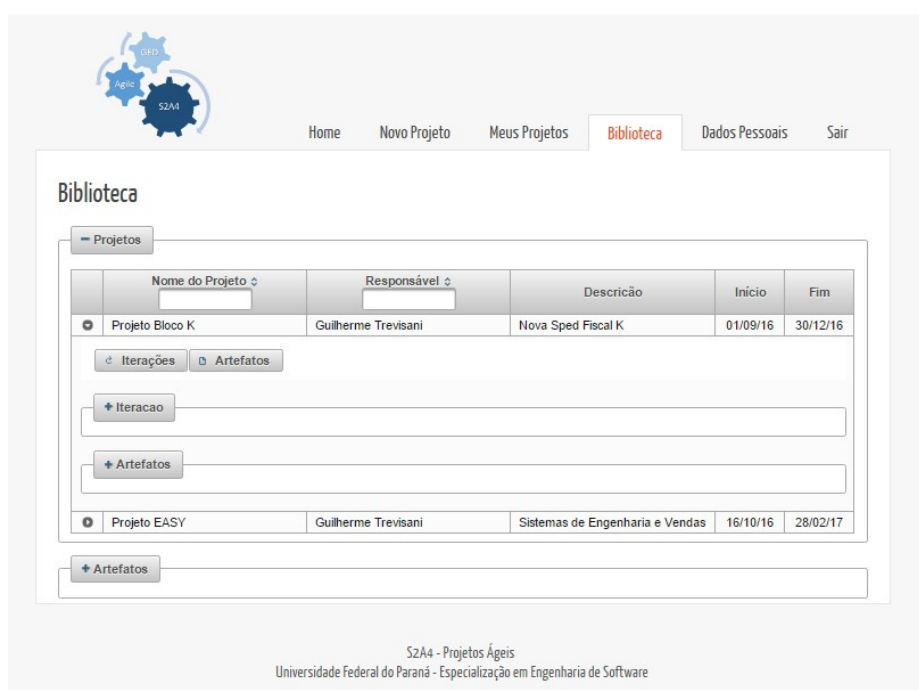 GED
Agile
S2A4
Home Novo Projeto Meus Projetos Biblioteca Dados Pessoais Sair
Biblioteca
Projetos
Nome do Projeto Responsável Descricão Início Fim
Projeto Bloco K Guilherme Trevisani Nova Sped Fiscal K 01/09/16 30/12/16
Iterações Artefatos
Iteracao
Artefatos
Projeto EASY Guilherme Trevisani Sistemas de Engenharia e Vendas 16/10/16 28/02/17
Artefatos
S2A4 - Projetos Ágeis
Universidade Federal do Paraná - Especialização em Engenharia de Software